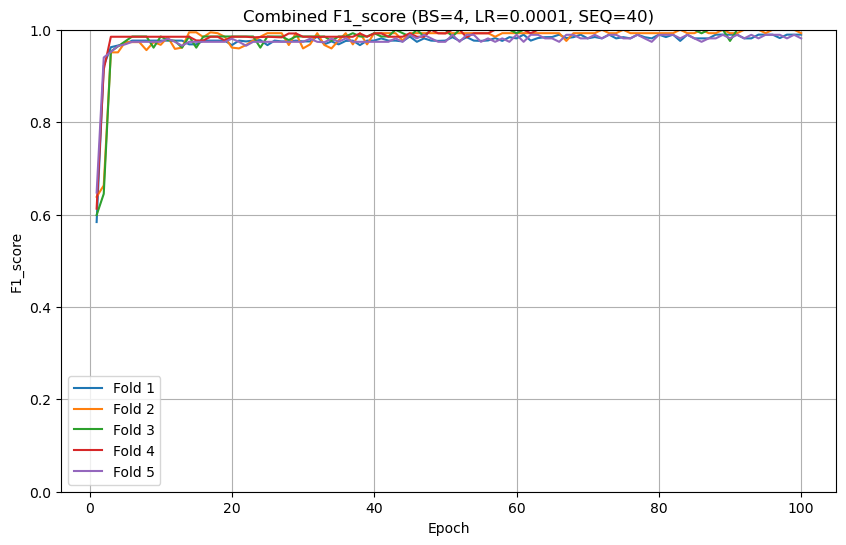 Combined F1_score (BS=4, LR=0.0001, SEQ=40)
1.0
0.8
0.6
0.4
0.2
0.0
F1_score
Fold 1
Fold 2
Fold 3
Fold 4
Fold 5
0 20 40 60 80 100
Epoch